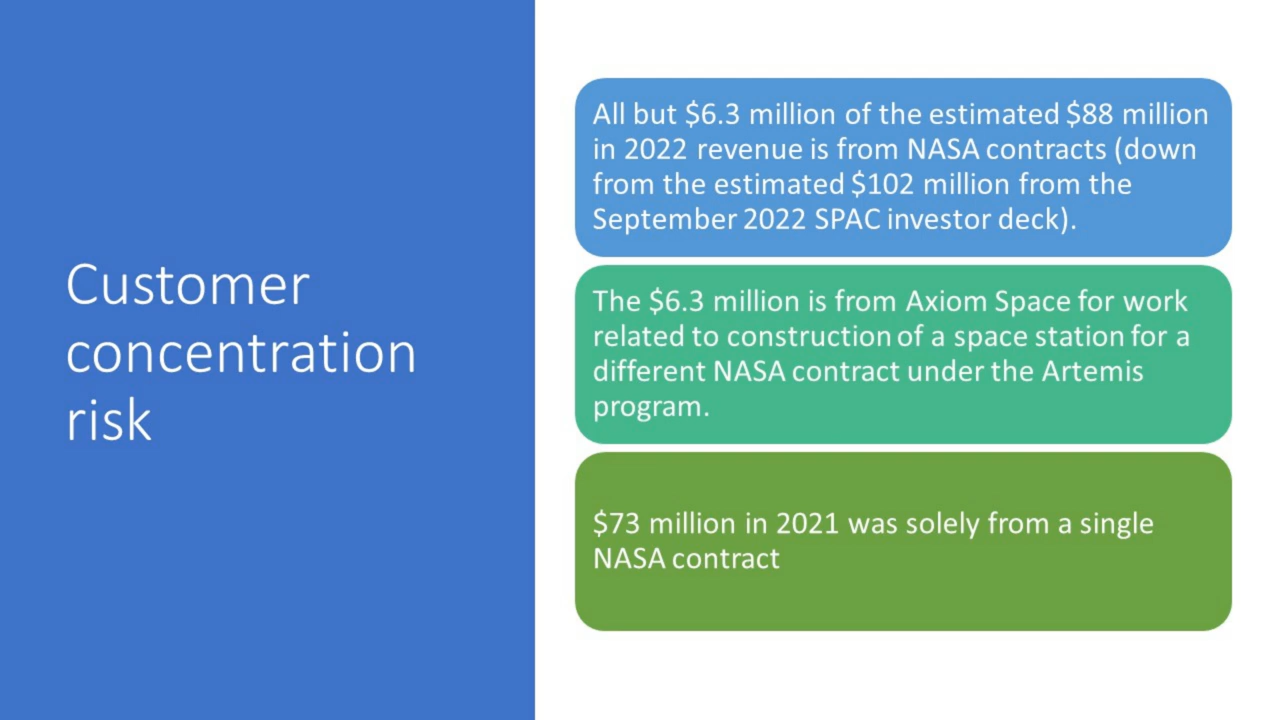 Customer
concentration
risk
All but $6.3 million of the estimated $88 million
in 2022 revenue is from NASA contracts (down
from the estimated $102 million from the
September 2022 SPAC investor deck).
The $6.3 million is from Axiom Space for work
related to construction of a space station for a
different NASA contract under the Artemis
program.
$73 million in 2021 was solely from a single
NASA contract